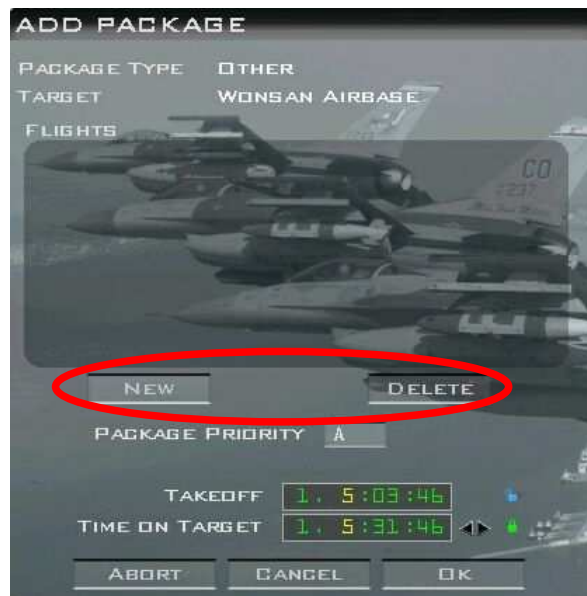 ADD PACKAGE
PACKAGE TYPE OTHER
TARGET WONSAN AIRBASE
FLIGHTS
CO
NEW DELETE
PACKAGE PRIORITY A
TAKEOFF 1. 5:03:46
TIME ON TARGET 1. 5:31:46
ABORT CANCEL OK